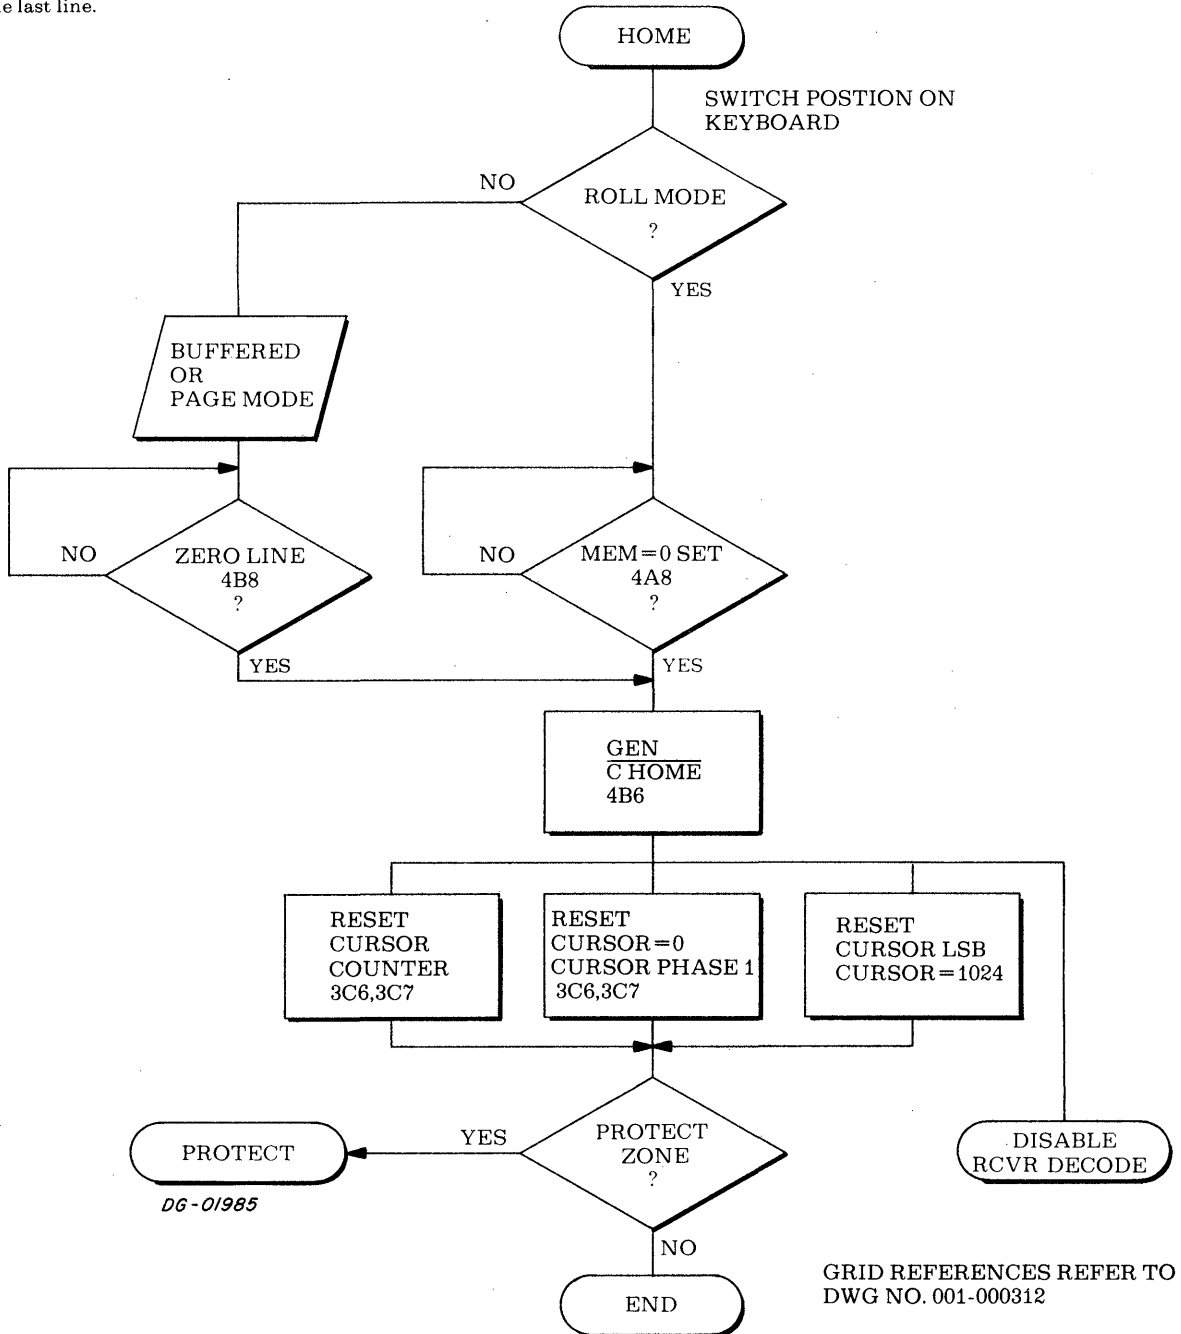 e last line.
HOME
SWITCH POSTION ON
KEYBOARD
NO
ROLL MODE
?
YES
BUFFERED
OR
PAGE MODE
NO
ZERO LINE
4B8
?
YES
NO
MEM=0 SET
4A8
?
YES
GEN
C HOME
4B6
RESET
CURSOR
COUNTER
3C6,3C7
RESET
CURSOR=0
CURSOR PHASE 1
3C6,3C7
RESET
CURSOR LSB
CURSOR=1024
YES
PROTECT
ZONE
?
PROTECT
DG-01985
DISABLE
RCVR DECODE
NO
END
GRID REFERENCES REFER TO
DWG NO. 001-000312